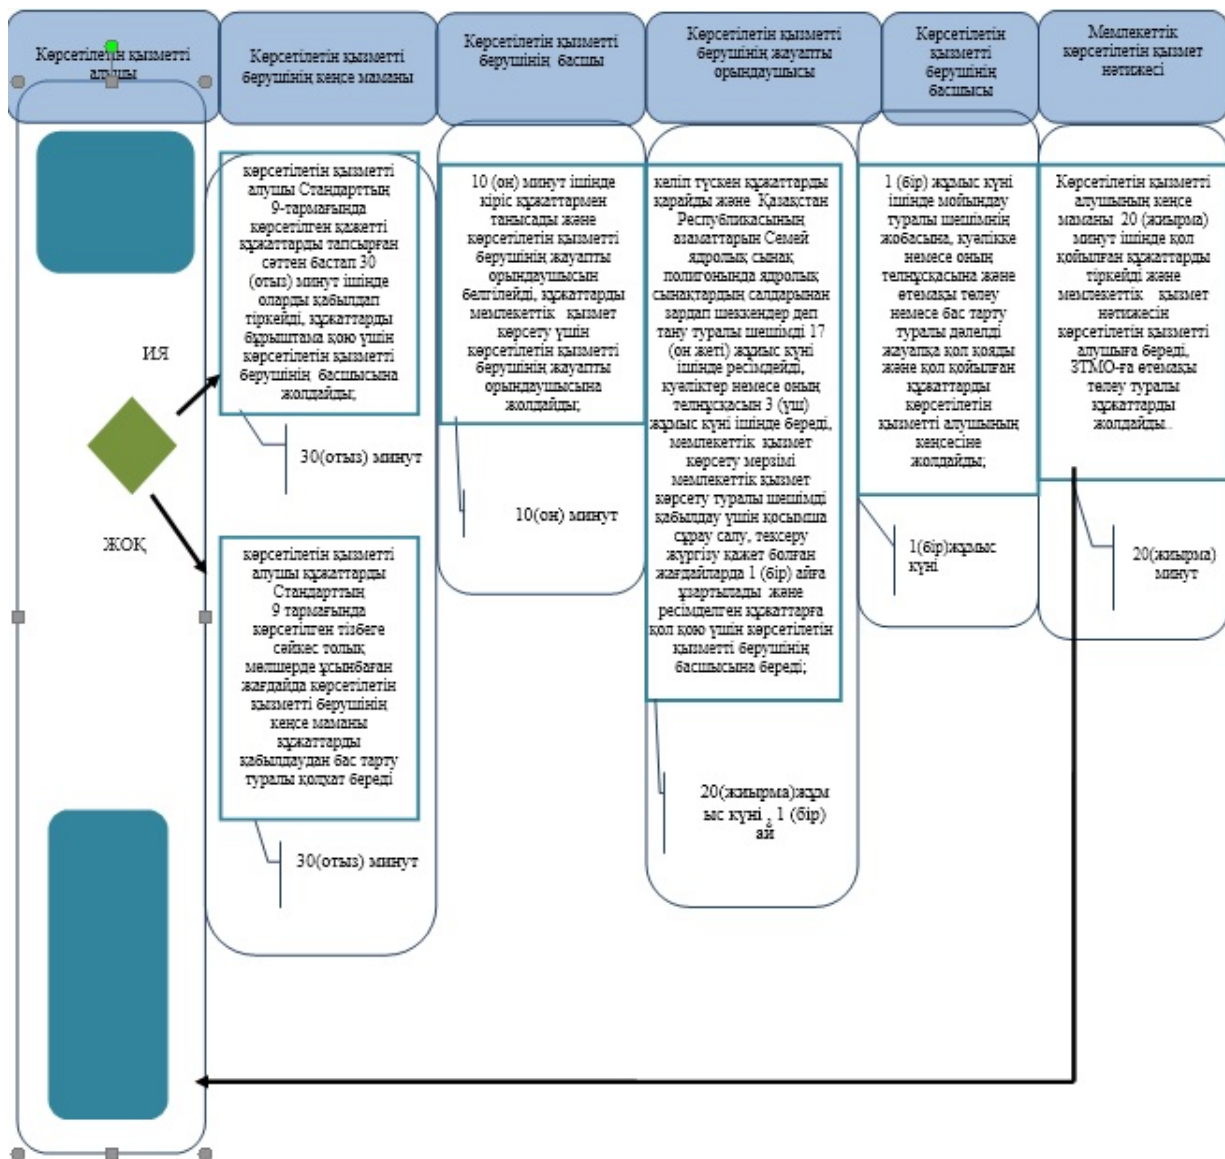 Көрсетілетін қызметті
алушы
Көрсетілетін қызметті
берушінің кеңсе маманы
Көрсетілетін қызметті
берушінің басшы
Көрсетілетін қызметті
берушінің жауапты
орындаушысы
Көрсетілетін
қызметті
берушінің
басшысы
Мемлекеттік
көрсетілетін қызмет
нәтижесі
ИЯ
ЖОҚ
көрсетілетін қызметті
алушы Стандарттың
9-тармағында
көрсетілген қажетті
құжаттарды тапсырған
сәттен бастап 30
(отыз) минут ішінде
оларды қабылдап
тіркейді, құжаттарды
бұрыштама қою үшін
көрсетілетін қызметті
берушінің басшысына
жолдайды;
30(отыз) минут
көрсетілетін қызметті
алушы құжаттарды
Стандарттың
9 тармағында
көрсетілген тізбеге
сәйкес толық
мөлшерде ұсынбаған
жағдайда көрсетілетін
қызметті берушінің
кеңсе маманы
құжаттарды
қабылдаудан бас тарту
туралы қолхат береді
30(отыз) минут
10 (он) минут ішінде
кіріс құжаттармен
танысады және
көрсетілетін қызметті
берушінің жауапты
орындаушысын
белгілейді, құжаттарды
мемлекеттік қызмет
көрсету үшін
көрсетілетін қызметті
берушінің жауапты
орындаушысына
жолдайды;
10(он) минут
келіп түскен құжаттарды
қарайды және Қазақстан
Республикасының
азаматтарын Семей
ядролық сынақ
полигонында ядролық
сынақтардың салдарынан
зардап шеккендер деп
тану туралы шешімді 17
(он жеті) жұмыс күні
ішінде ресімдейді,
куәліктер немесе оның
телнұсқасын 3 (үш)
жұмыс күні ішінде береді,
мемлекеттік қызмет
көрсету мерзімі
мемлекеттік қызмет
көрсету туралы шешімді
қабылдау үшін қосымша
сұрау салу, тексеру
жүргізу қажет болған
жағдайларда 1 (бір) айға
ұзартылады және
ресімделген құжаттарға
қол қою үшін көрсетілетін
қызметті берушінің
басшысына береді;
20(жиырма)жұм
ыс күні , 1 (бір)
ай
1 (бір) жұмыс күні
ішінде мойындау
туралы шешімнің
жобасына, куәлікке
немесе оның
телнұсқасына және
өтемақы төлеу
немесе бас тарту
туралы дәлелді
жауапқа қол қояды
және қол қойылған
құжаттарды
көрсетілетін
қызметті алушының
кеңсесіне
жолдайды;
1(бір)жұмыс
күні
Көрсетілетін қызметті
алушының кеңсе
маманы 20 (жиырма)
минут ішінде қол
қойылған құжаттарды
тіркейді және
мемлекеттік қызмет
нәтижесін
көрсетілетін қызметті
алушыға береді,
ЗТМО-ға өтемақы
төлеу туралы
құжаттарды
жолдайды..
20(жиырма)
минут